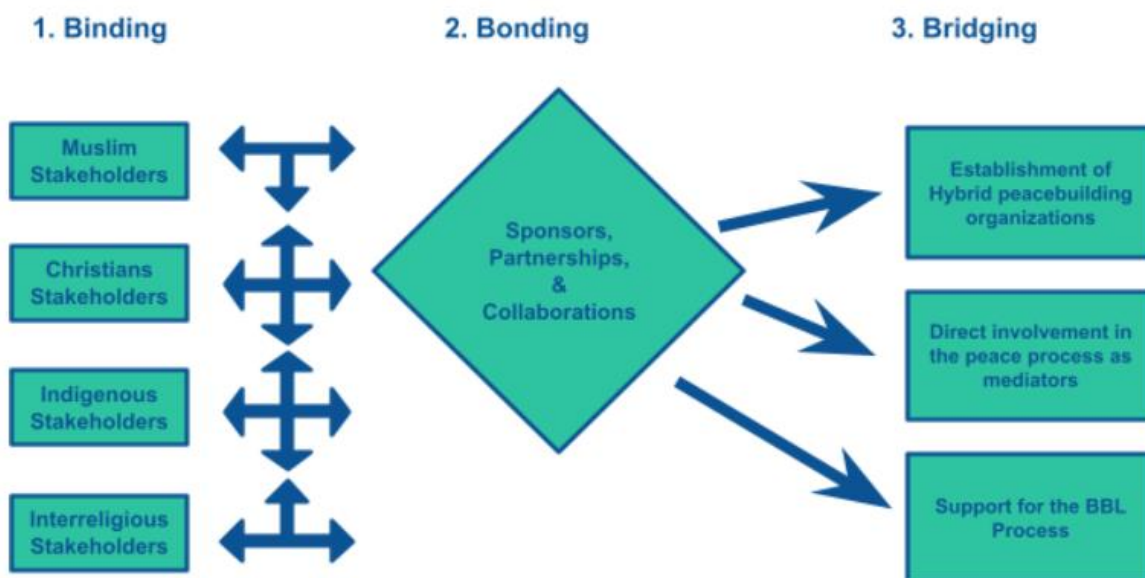 1. Binding
2. Bonding
3. Bridging
Muslim
Stakeholders
Christians
Stakeholders
Indigenous
Stakeholders
Interreligious
Stakeholders
Sponsors,
Partnerships,
&
Collaborations
Establishment of
Hybrid peacebuilding
organizations
Direct involvement in
the peace process as
mediators
Support for the BBL
Process